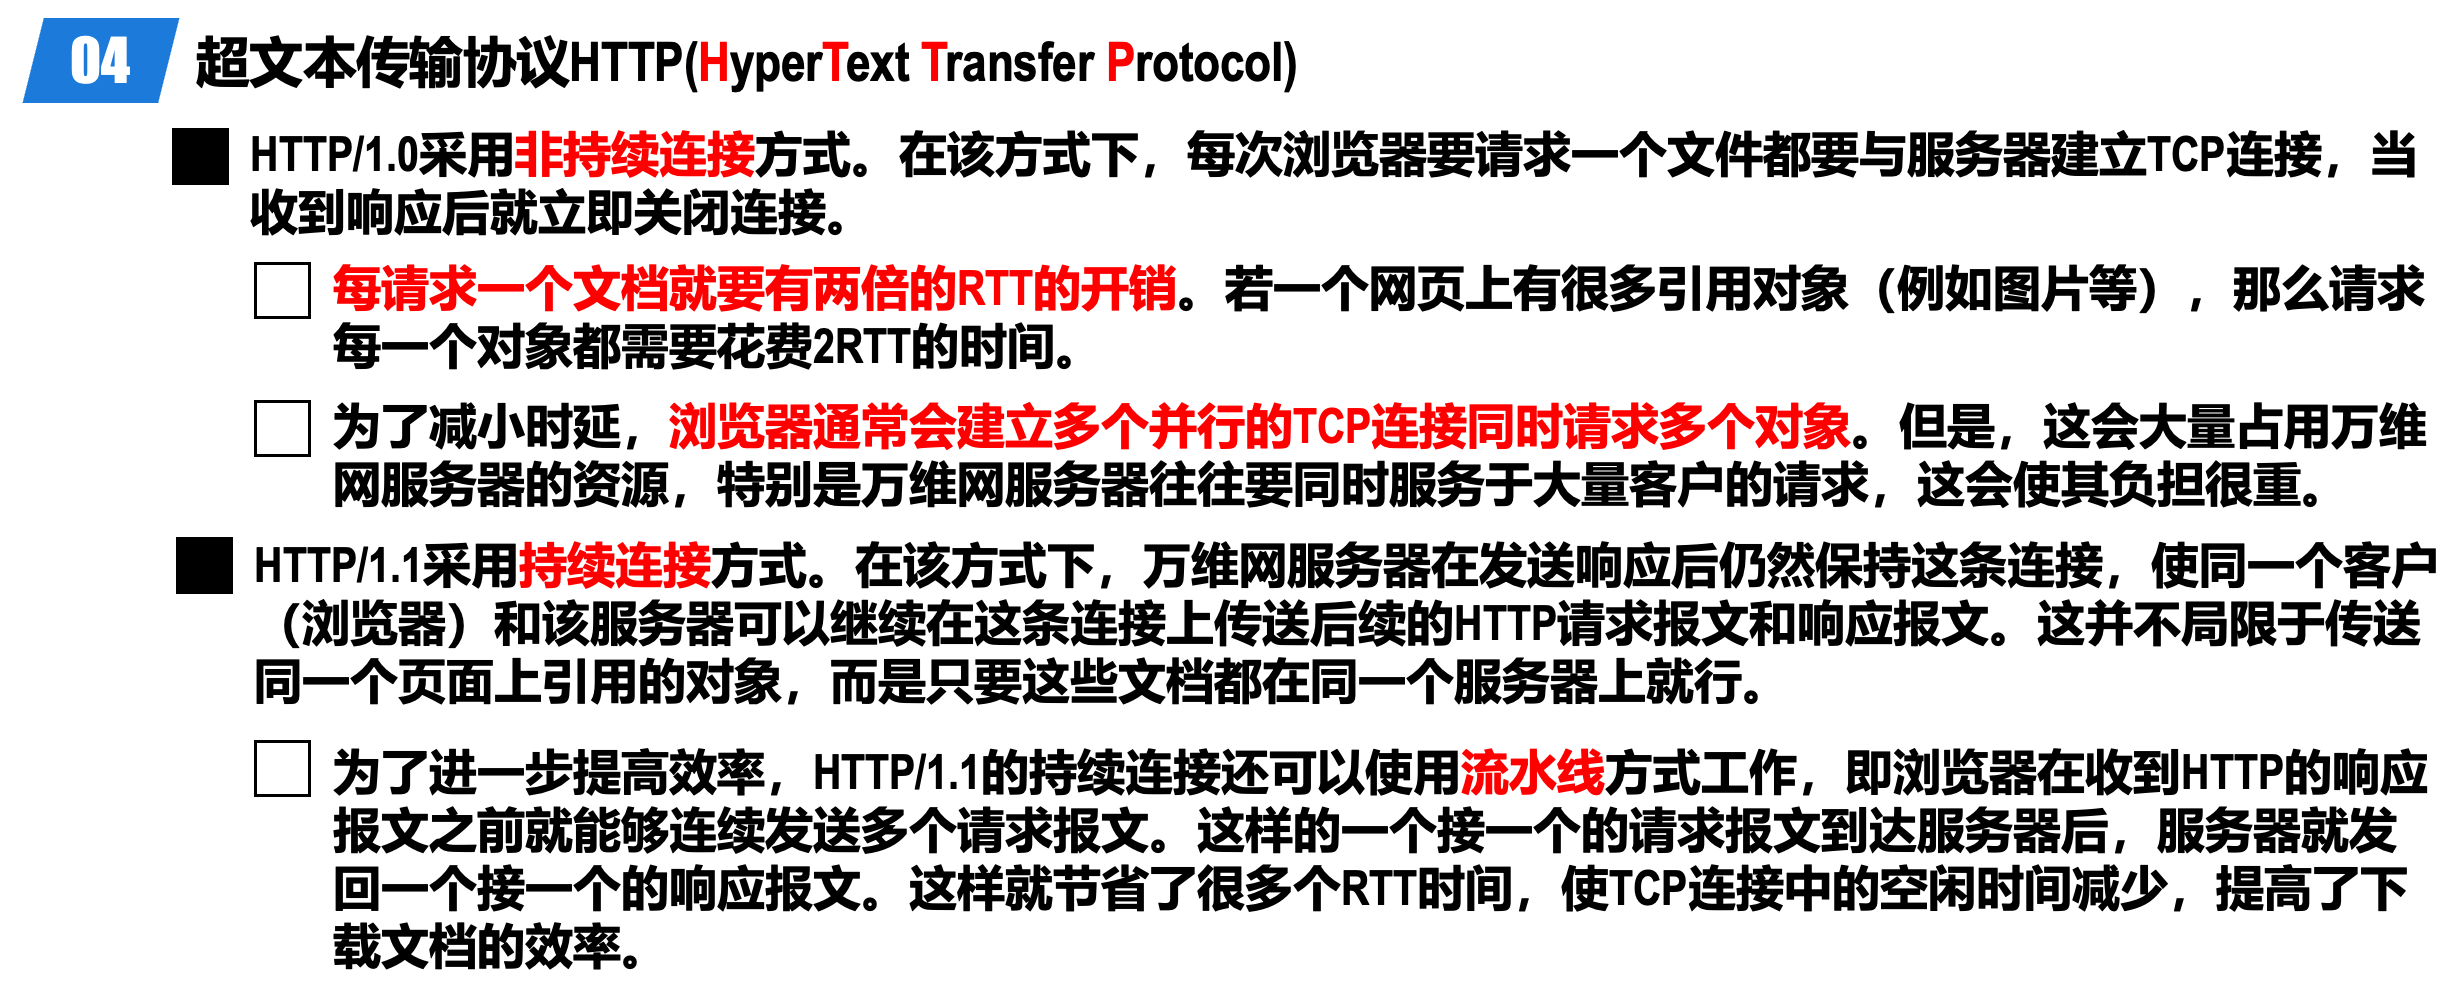 04 超文本传输协议HTTP(HyperText Transfer Protocol)
HTTP/1.0采用非持续连接方式。在该方式下，每次浏览器要请求一个文件都要与服务器建立TCP连接，当
收到响应后就立即关闭连接。
每请求一个文档就要有两倍的RTT的开销。若一个网页上有很多引用对象（例如图片等），那么请求
每一个对象都需要花费2RTT的时间。
为了减小时延，浏览器通常会建立多个并行的TCP连接同时请求多个对象。但是，这会大量占用万维
网服务器的资源，特别是万维网服务器往往要同时服务于大量客户的请求，这会使其负担很重。
HTTP/1.1采用持续连接方式。在该方式下，万维网服务器在发送响应后仍然保持这条连接，使同一个客户
（浏览器）和该服务器可以继续在这条连接上传送后续的HTTP请求报文和响应报文。这并不局限于传送
同一个页面上引用的对象，而是只要这些文档都在同一个服务器上就行。
为了进一步提高效率，HTTP/1.1的持续连接还可以使用流水线方式工作，即浏览器在收到HTTP的响应
报文之前就能够连续发送多个请求报文。这样的一个接一个的请求报文到达服务器后，服务器就发
回一个接一个的响应报文。这样就节省了很多个RTT时间，使TCP连接中的空闲时间减少，提高了下
载文档的效率。